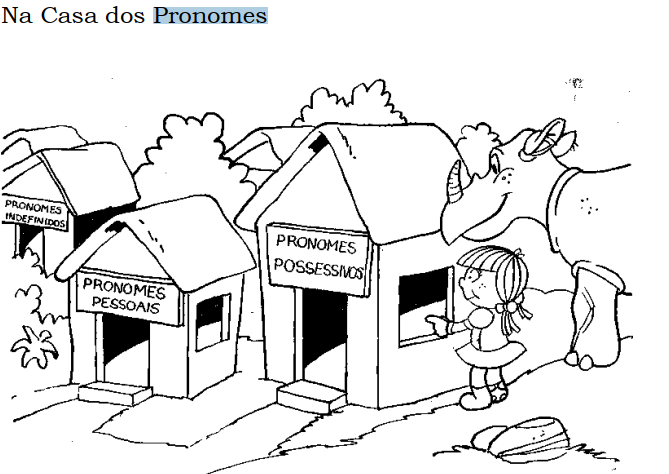 Na Casa dos Pronomes
PRONOMES
INDEFINIDOS
PRONOMES
PESSOAIS
PRONOMES
POSSESSIVOS